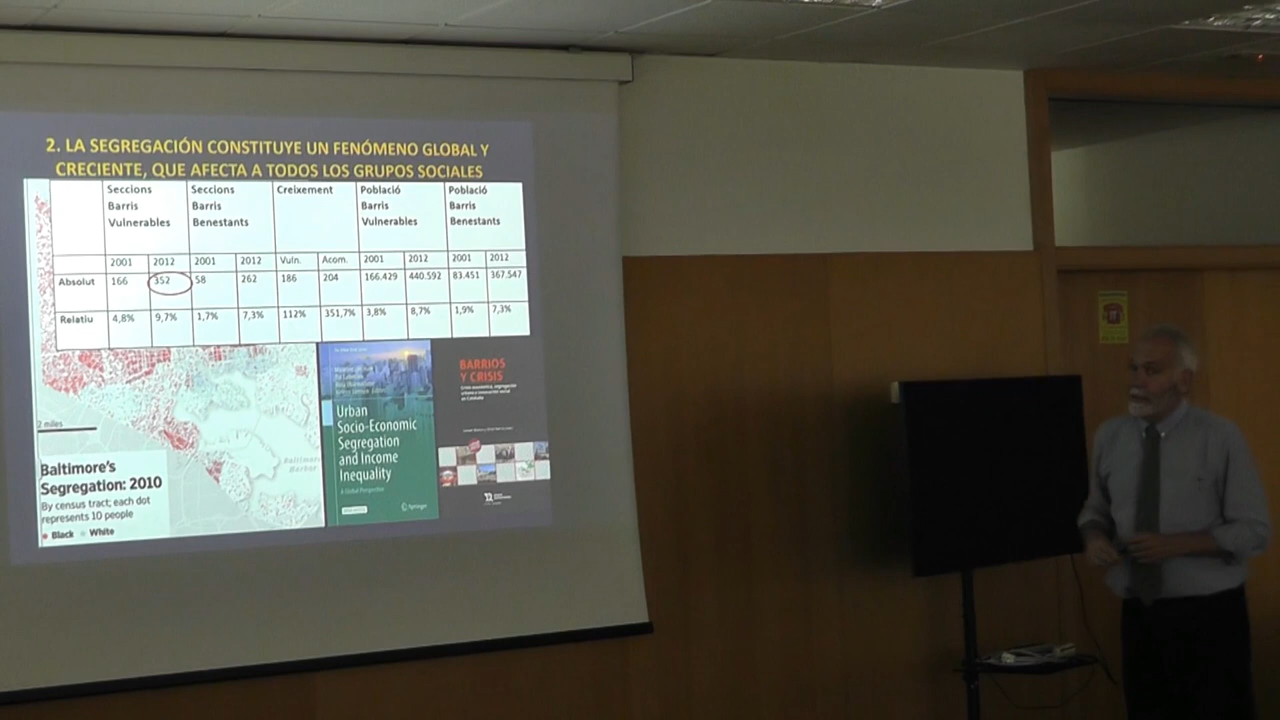 2. LA SEGREGACIÓN CONSTITUYE UN FENÓMENO GLOBAL Y
CRECIENTE, QUE AFECTA A TODOS LOS GRUPOS SOCIALES
Seccions Barris Vulnerables Seccions Barris Benestants Creixement Població Barris Vulnerables Població Barris Benestants
2001 2012 2001 2012 Vuln. Acom. 2001 2012 2001 2012
Absolut 166 352 58 262 186 204 166.429 440.592 83.451 367.547
Relatiu 4,8% 9,7% 1,7% 7,3% 112% 351,7% 3,8% 8,7% 1,9% 7,3%
2 miles
Baltimore
Harbor
Baltimore's
Segregation: 2010
By census tract; each dot
represents 10 people
Black White
Urban
Socio-Economic
Segregation
and Income
Inequality
A Global Perspective
Springer
BARRIOS
Y CRISIS